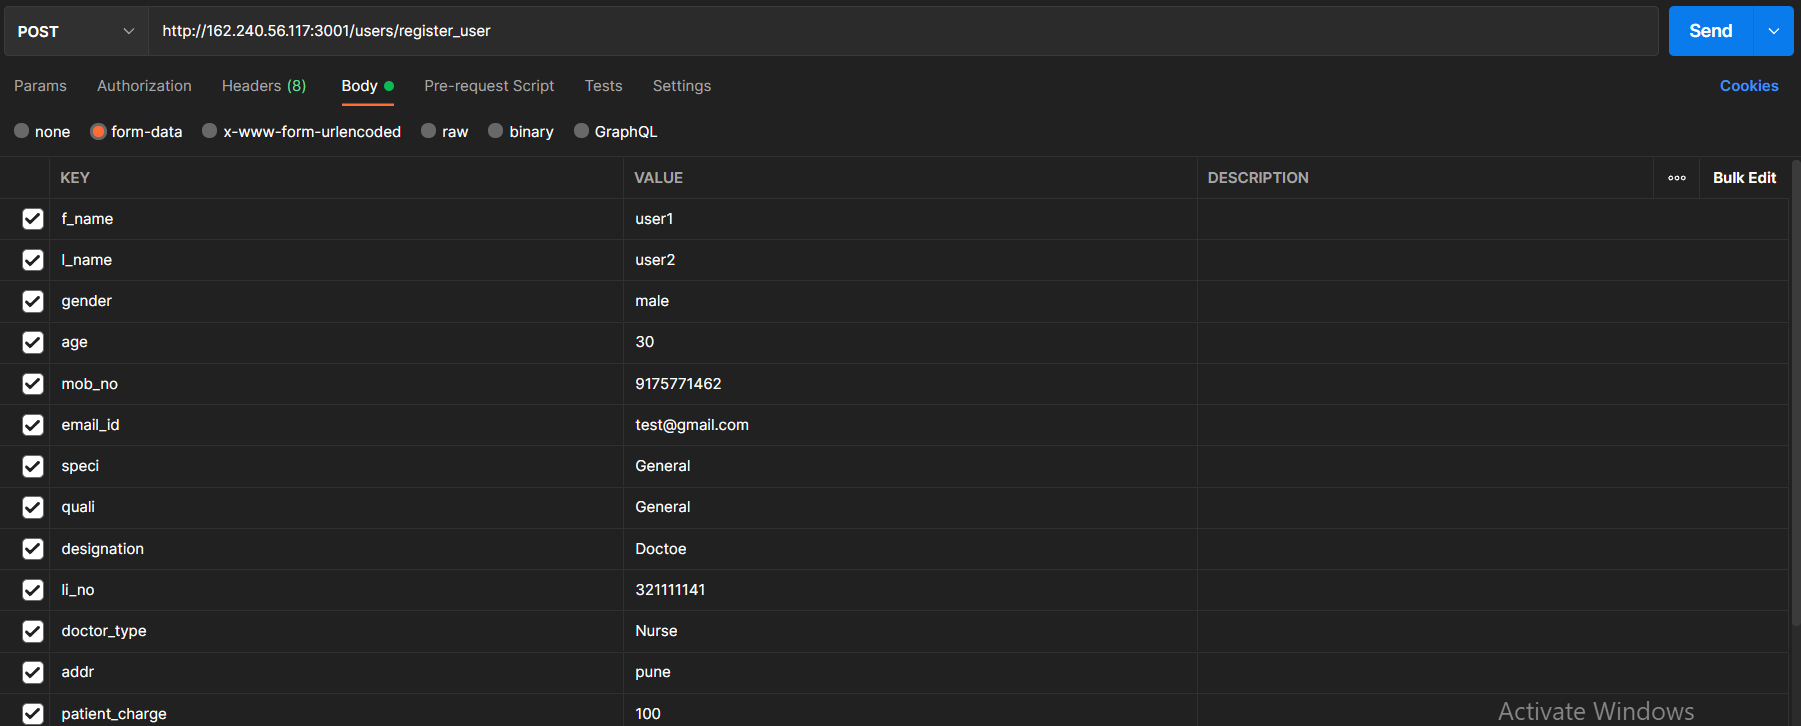 POST http://162.240.56.117:3001/users/register_user Send
Params Authorization Headers (8) Body Pre-request Script Tests Settings Cookies
none form-data x-www-form-urlencoded raw binary GraphQL
KEY VALUE DESCRIPTION ooo Bulk Edit
f_name user1
l_name user2
gender male
age 30
mob_no 9175771462
email_id test@gmail.com
speci General
quali General
designation Doctoe
li_no 321111141
doctor_type Nurse
addr pune
patient_charge 100
Activate Windows